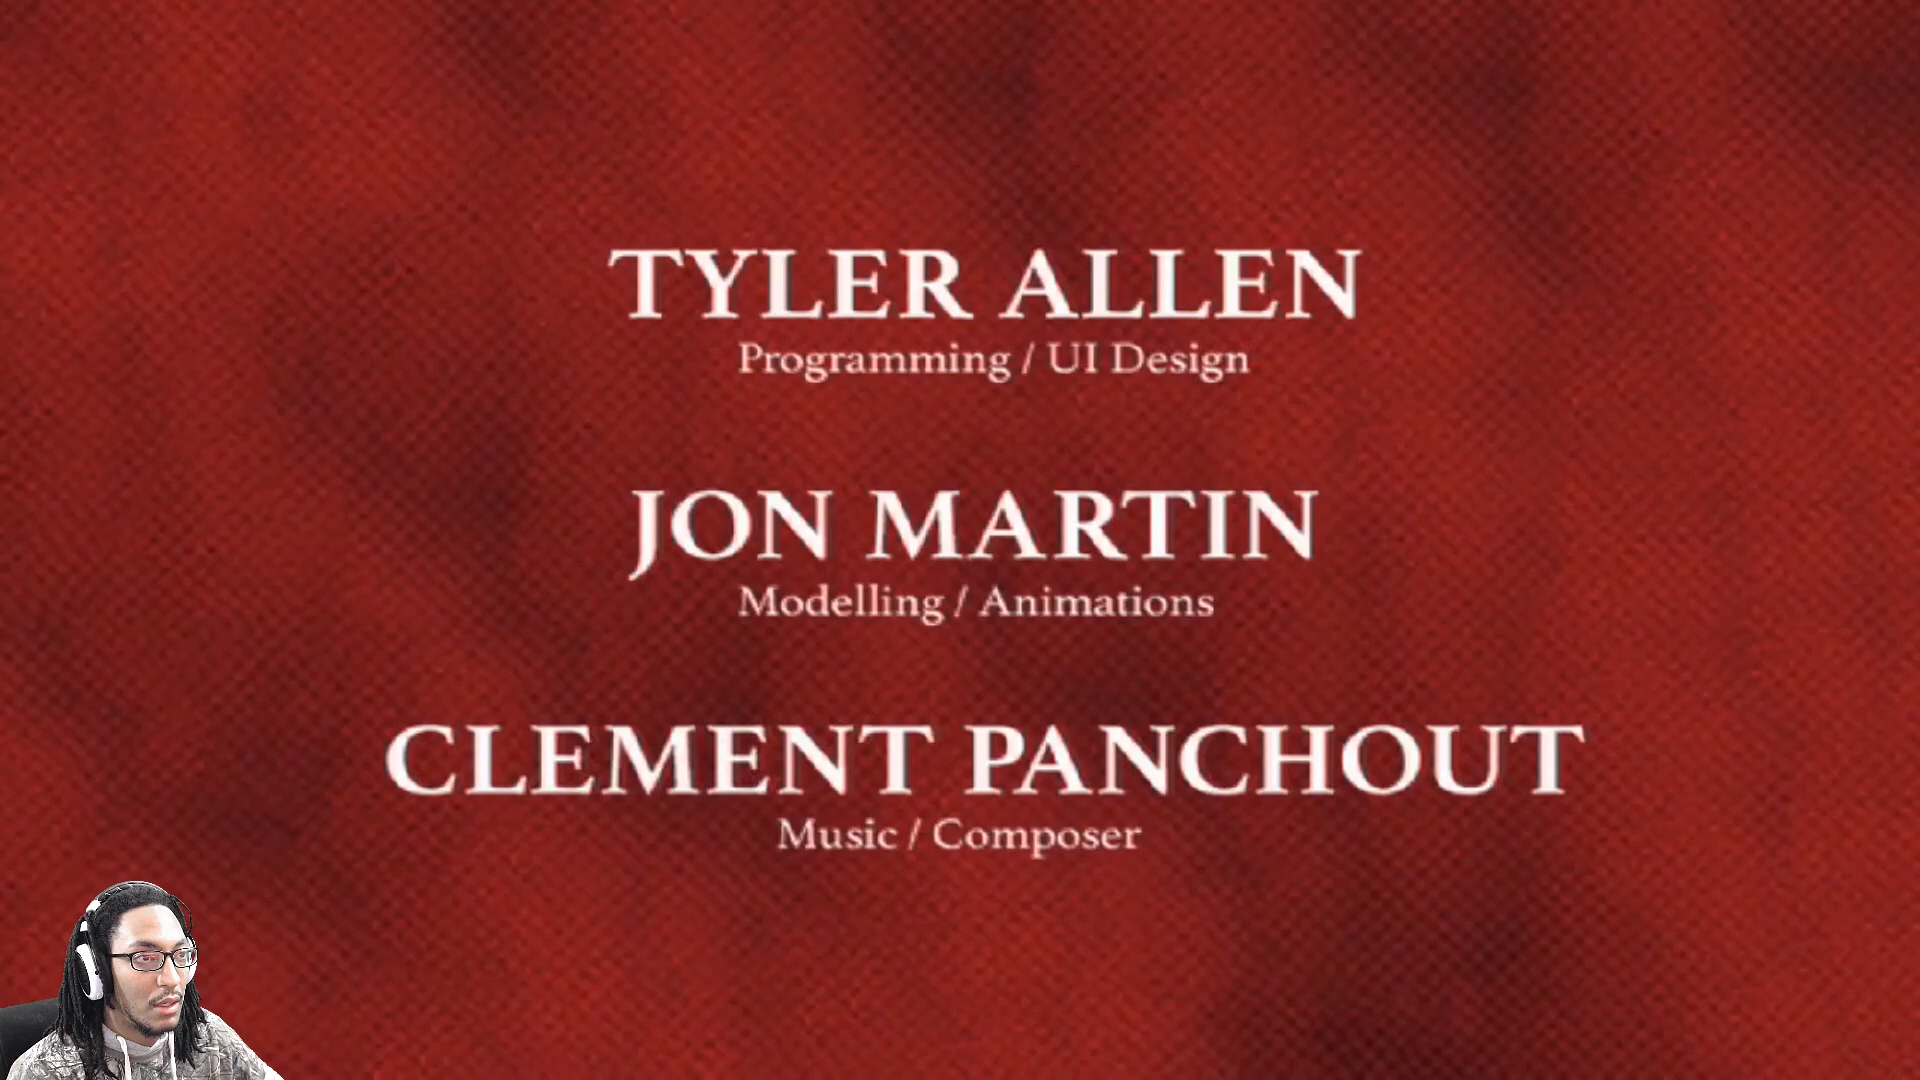 TYLER ALLEN
Programming / UI Design
JON MARTIN
Modelling / Animations
CLEMENT PANCHOUT
Music / Composer